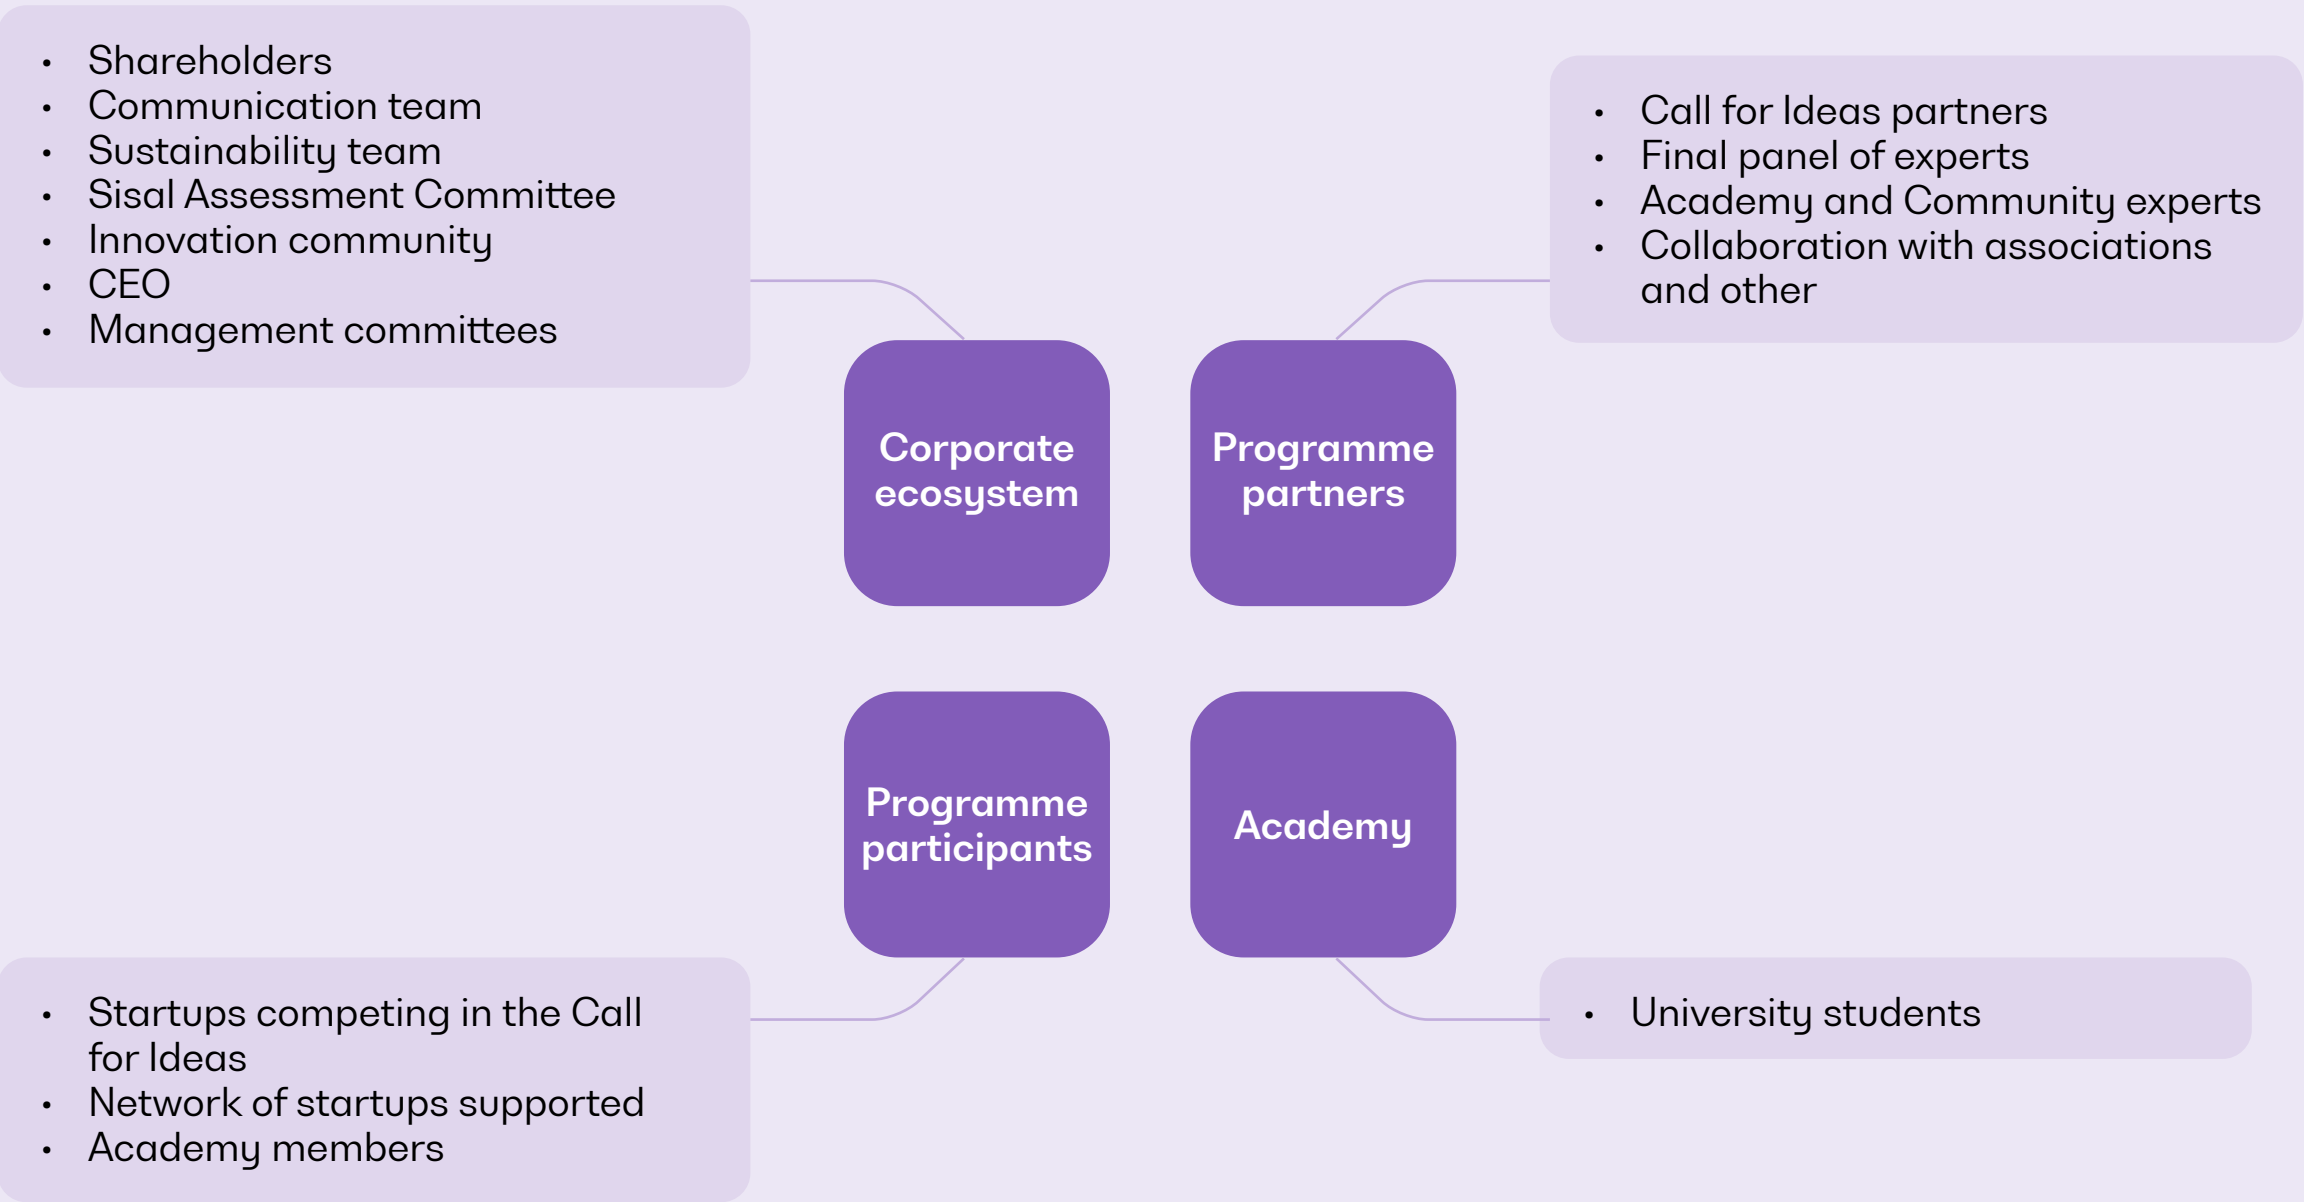 • Shareholders
• Communication team
• Sustainability team
• Sisal Assessment Committee
• Innovation community
• CEO
• Management committees
• Call for Ideas partners
• Final panel of experts
• Academy and Community experts
• Collaboration with associations
and other
Corporate
ecosystem
Programme
partners
Programme
participants
Academy
• Startups competing in the Call
for Ideas
• Network of startups supported
• Academy members
• University students